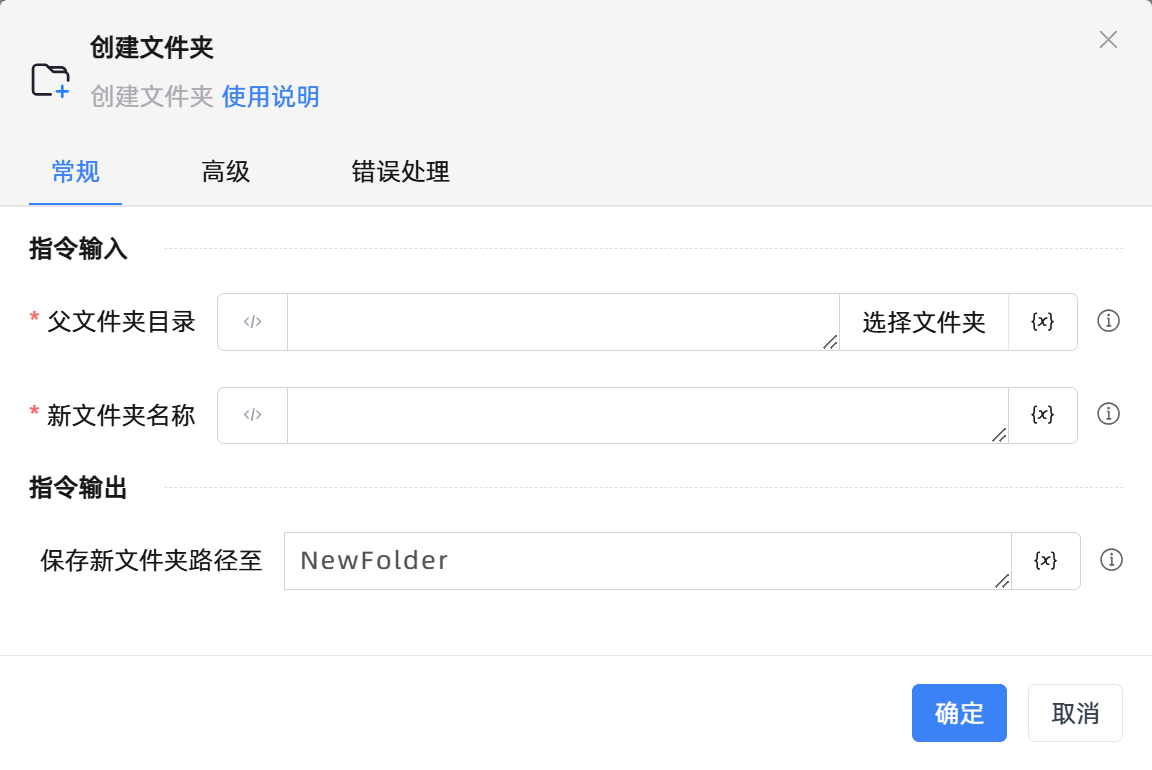 创建文件夹
创建文件夹 使用说明
常规 高级 错误处理
指令输入
* 父文件夹目录 </> 选择文件夹 {x}
* 新文件夹名称 </> {x}
指令输出
保存新文件夹路径至 NewFolder {x}
确定 取消